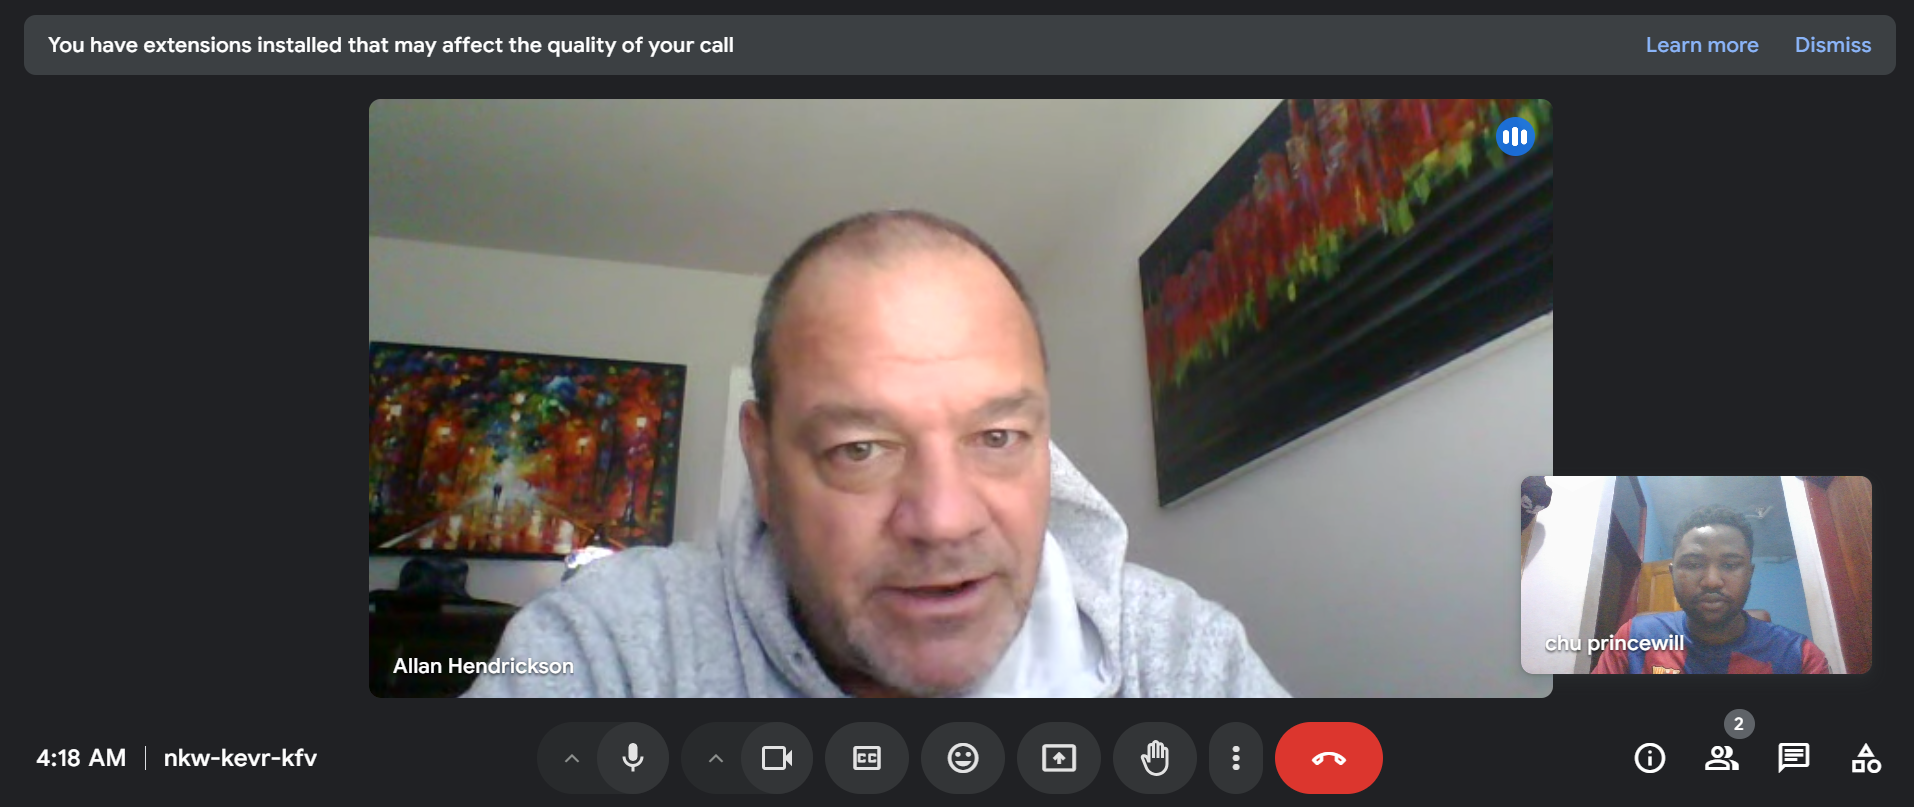 You have extensions installed that may affect the quality of your call
Learn more
Dismiss
Allan Hendrickson
chu princewill
4:18 AM | nkw-kevr-kfv
CC
2